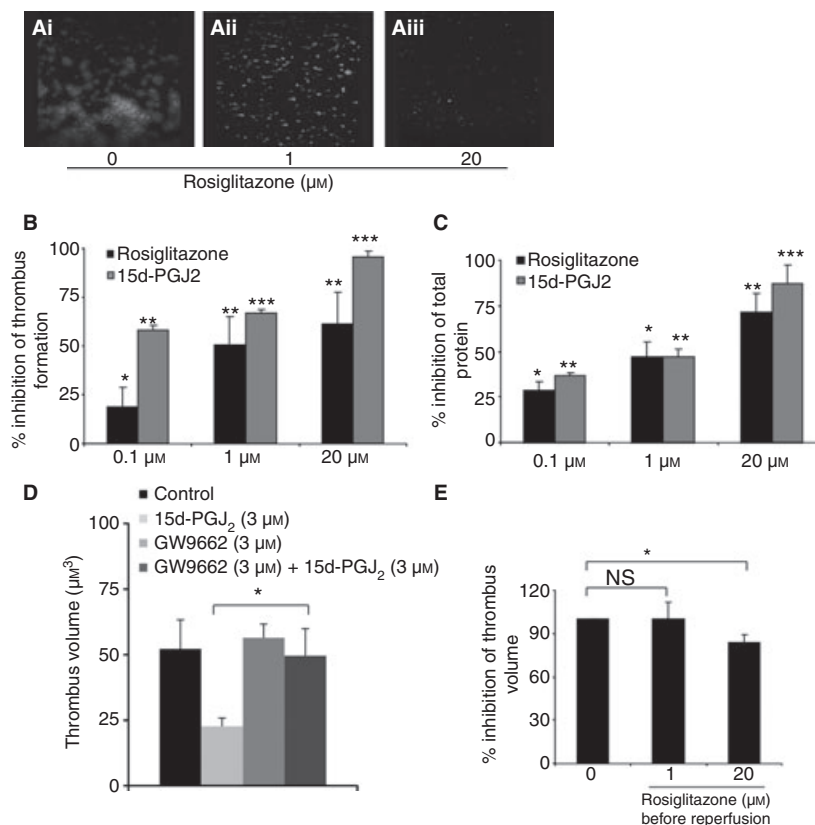 Ai Aii Aiii
0 1 20
Rosiglitazone (µM)
B
100
75
50
25
0
% inhibition of thrombus
formation
Rosiglitazone
15d-PGJ2
* ** ** *** ** ***
0.1 µM 1 µM 20 µM
C
100
75
50
25
0
% inhibition of total
protein
Rosiglitazone
15d-PGJ2
* ** * ** ** ***
0.1 µM 1 µM 20 µM
D
Control
15d-PGJ2 (3 µM)
GW9662 (3 µM)
GW9662 (3 µM) + 15d-PGJ2 (3 µM)
100
75
50
25
0
Thrombus volume (µM3)
*
E
*
NS
120
90
60
30
0
% inhibition of thrombus
volume
0 1 20
Rosiglitazone (µM)
before reperfusion